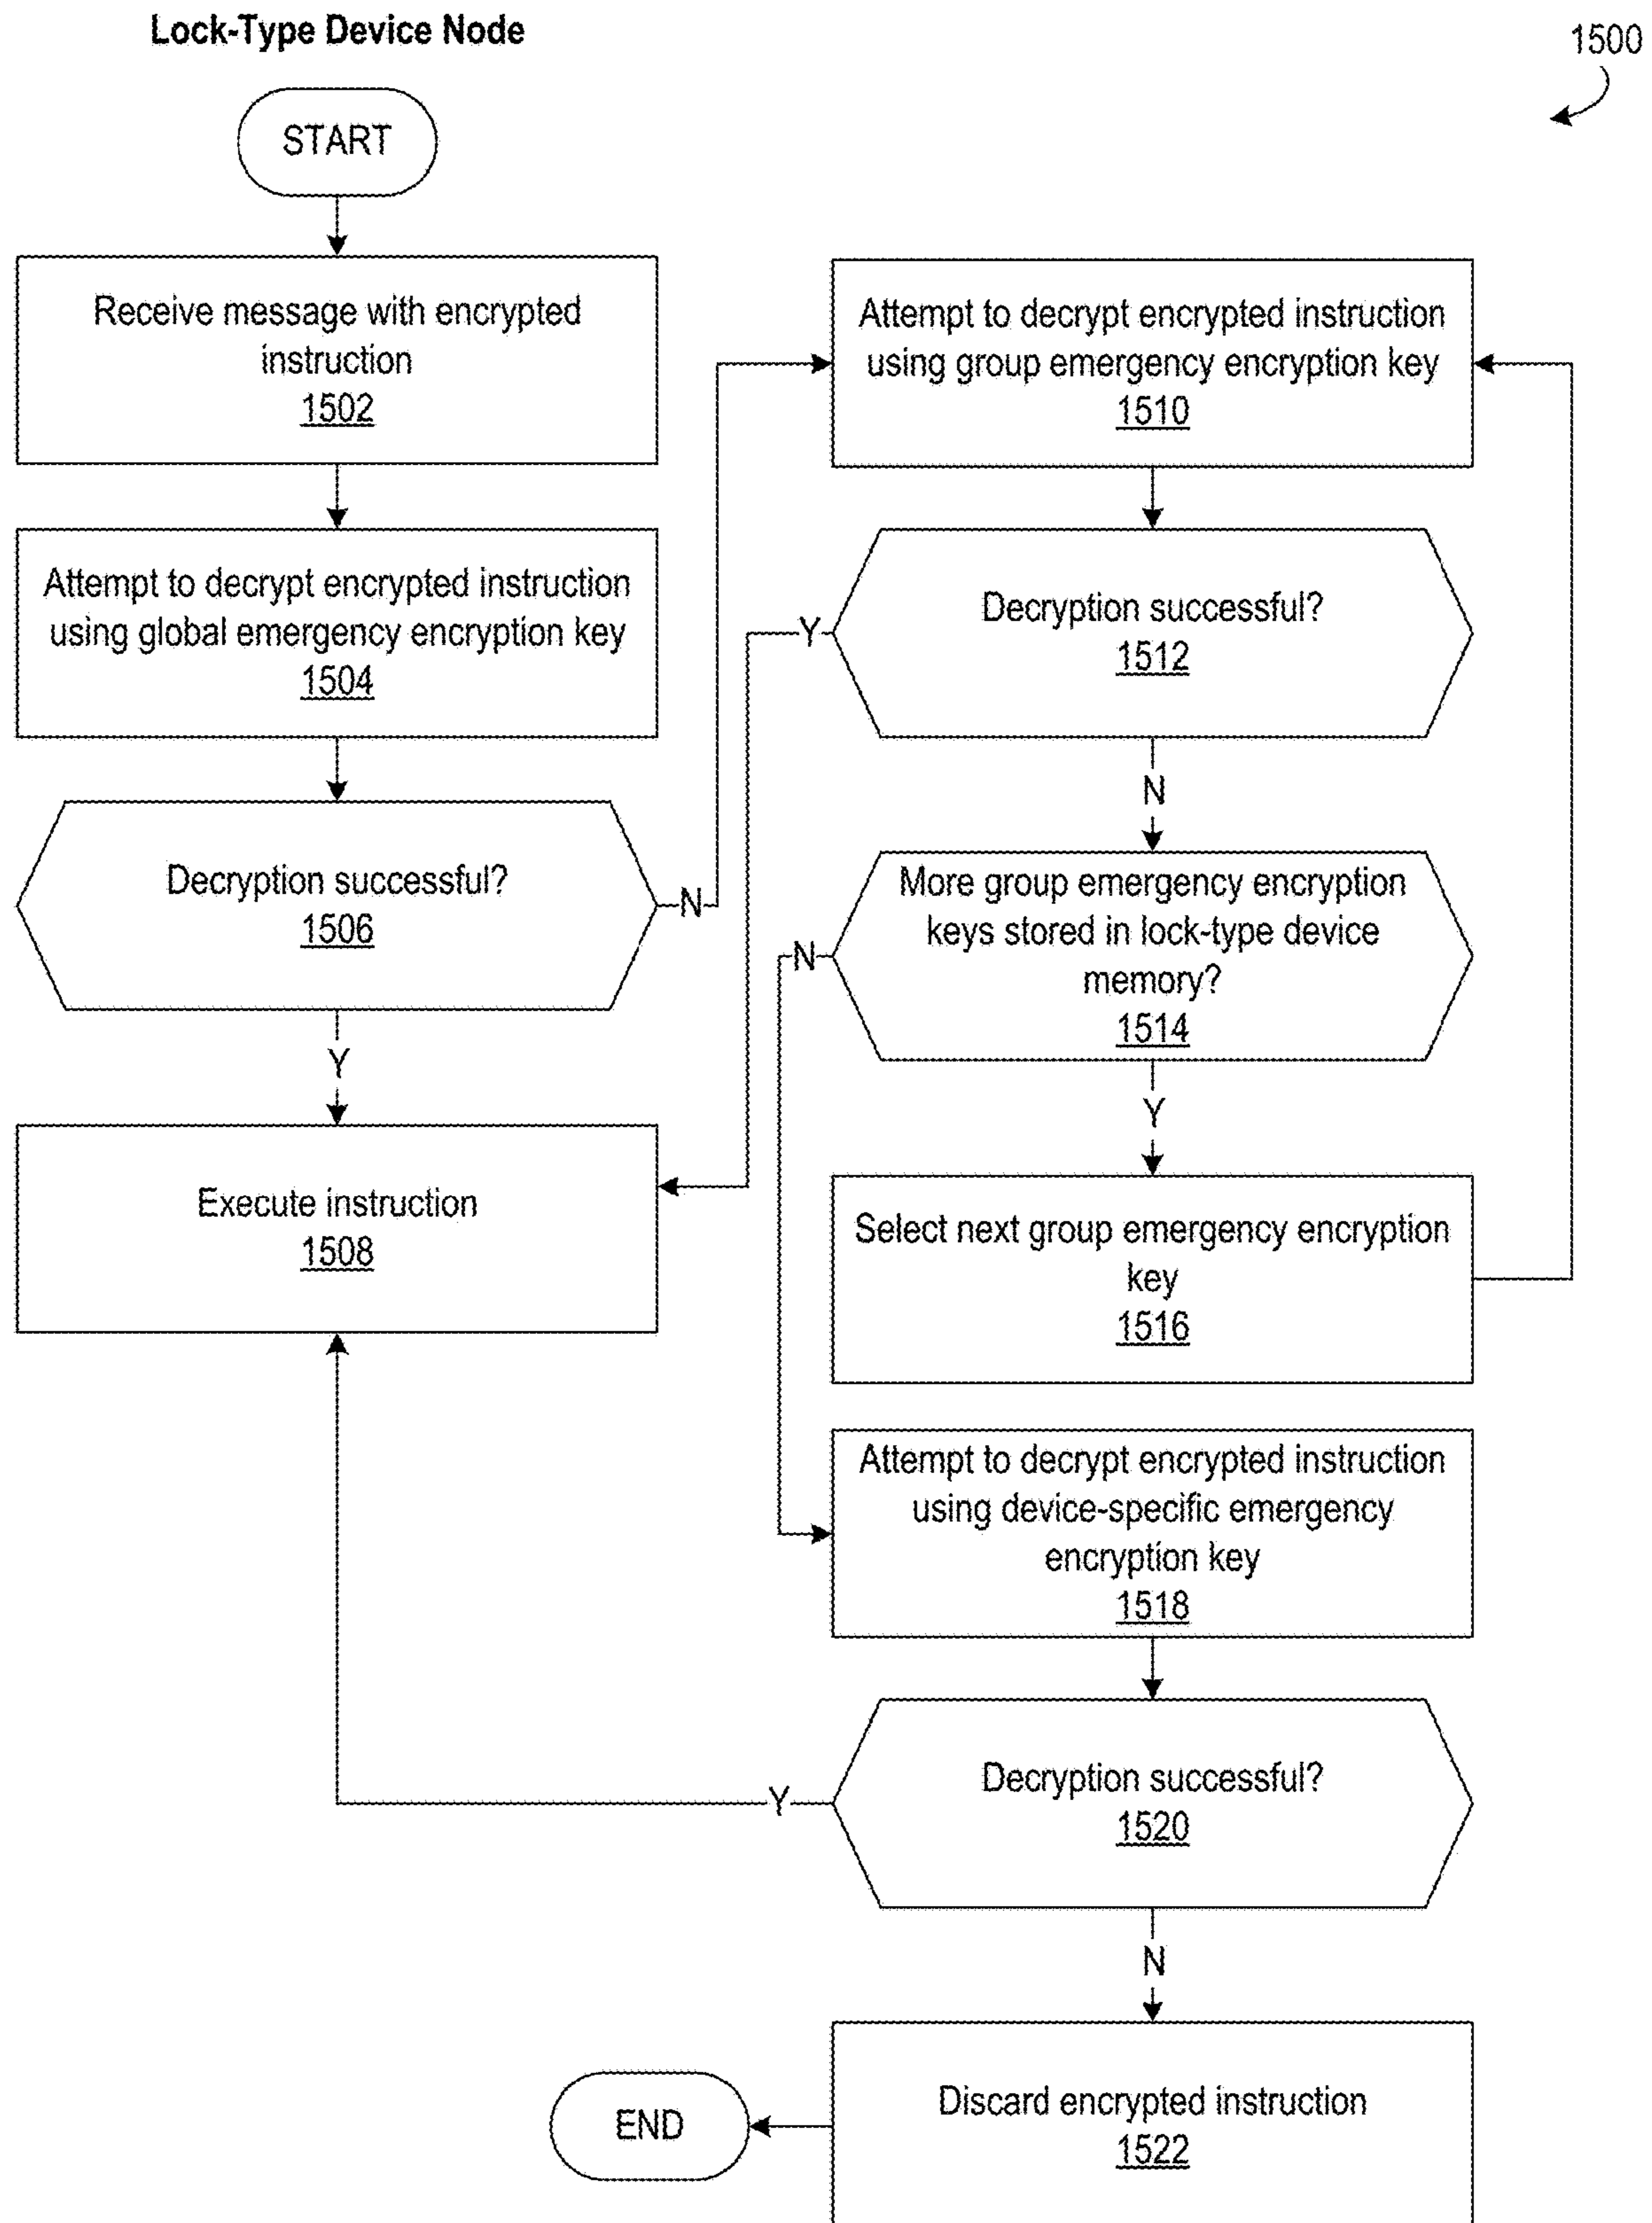 Lock-Type Device Node
1500
START
Receive message with encrypted
instruction
1502
Attempt to decrypt encrypted instruction
using global emergency encryption key
1504
Decryption successful?
1506
N
Y
Execute instruction
1508
Attempt to decrypt encrypted instruction
using group emergency encryption key
1510
Decryption successful?
1512
Y
N
More group emergency encryption
keys stored in lock-type device
memory?
1514
N
Y
Select next group emergency encryption
key
1516
Attempt to decrypt encrypted instruction
using device-specific emergency
encryption key
1518
Decryption successful?
1520
Y
N
Discard encrypted instruction
1522
END